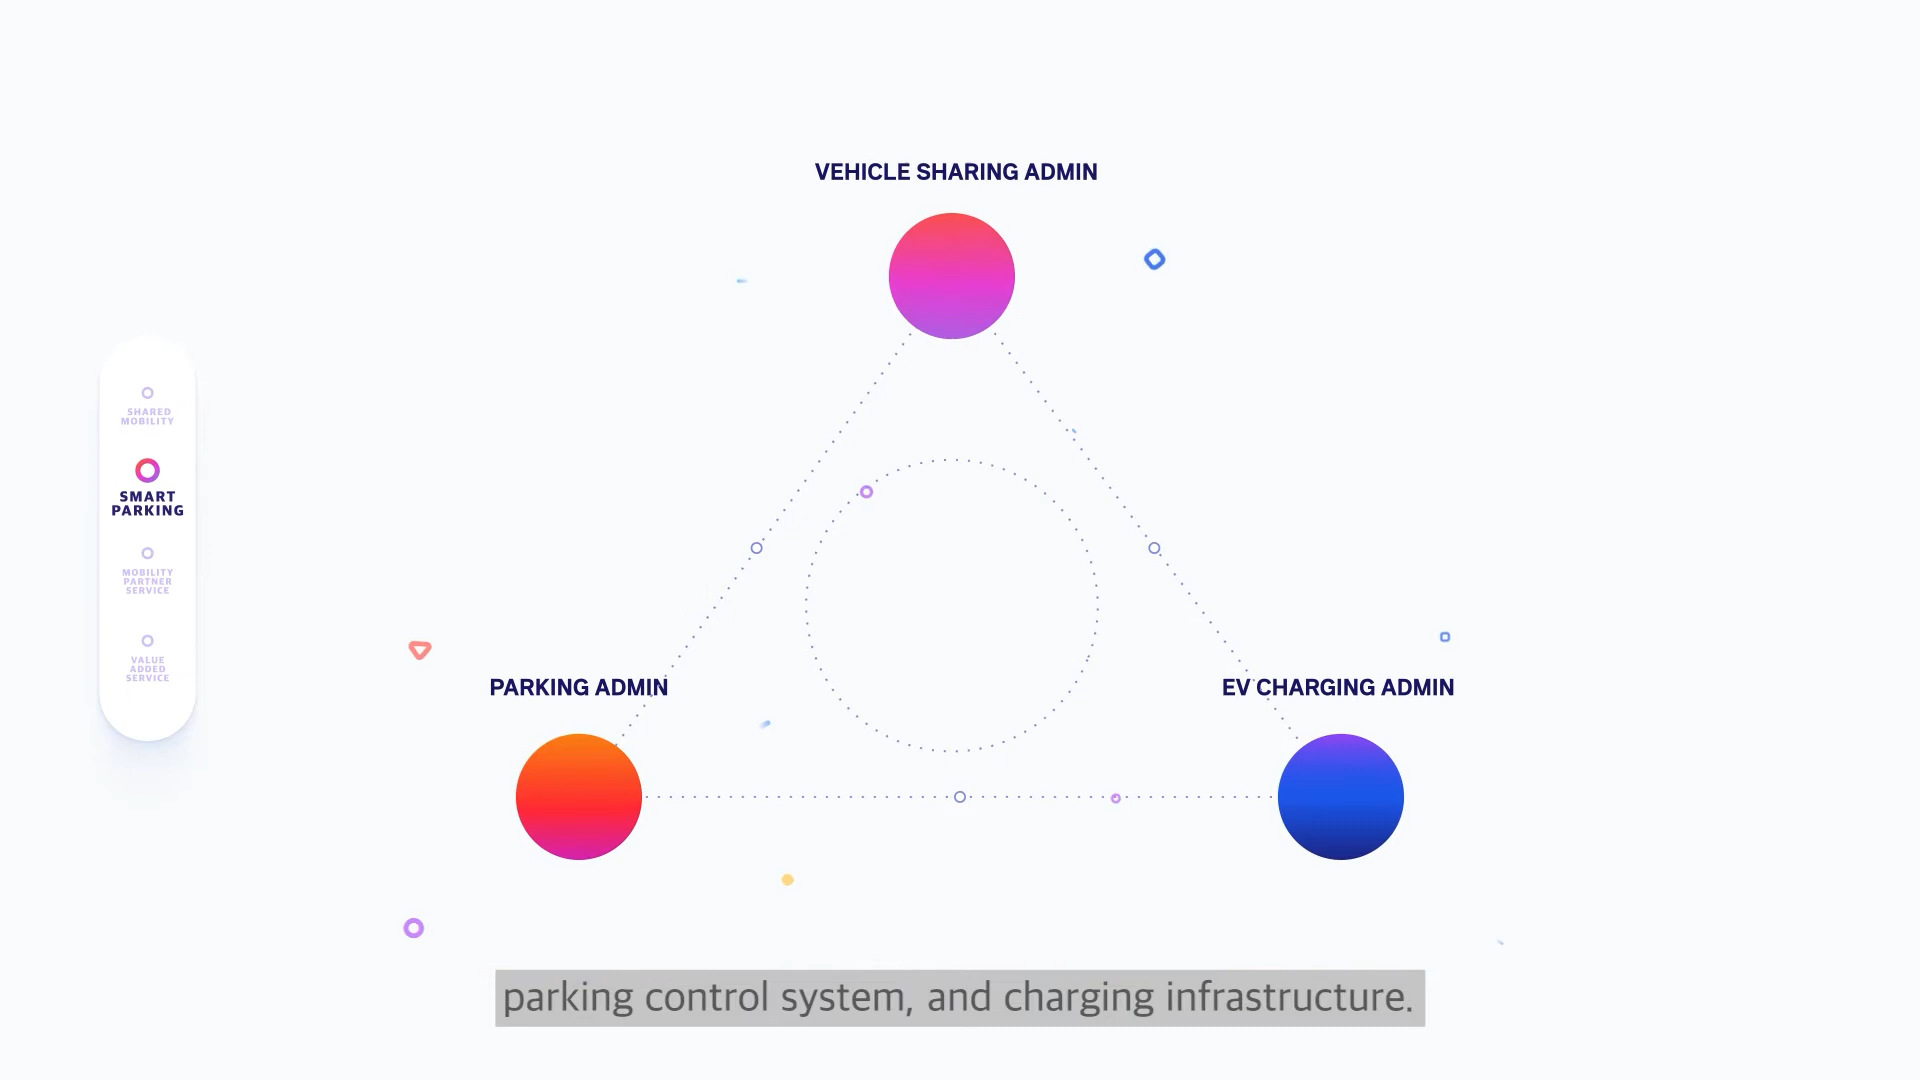 VEHICLE SHARING ADMIN
SHARED
MOBILITY
SMART
PARKING
MOBILITY
PARTNER
SERVICE
VALUE
ADDED
SERVICE
PARKING ADMIN
EV CHARGING ADMIN
parking control system, and charging infrastructure.